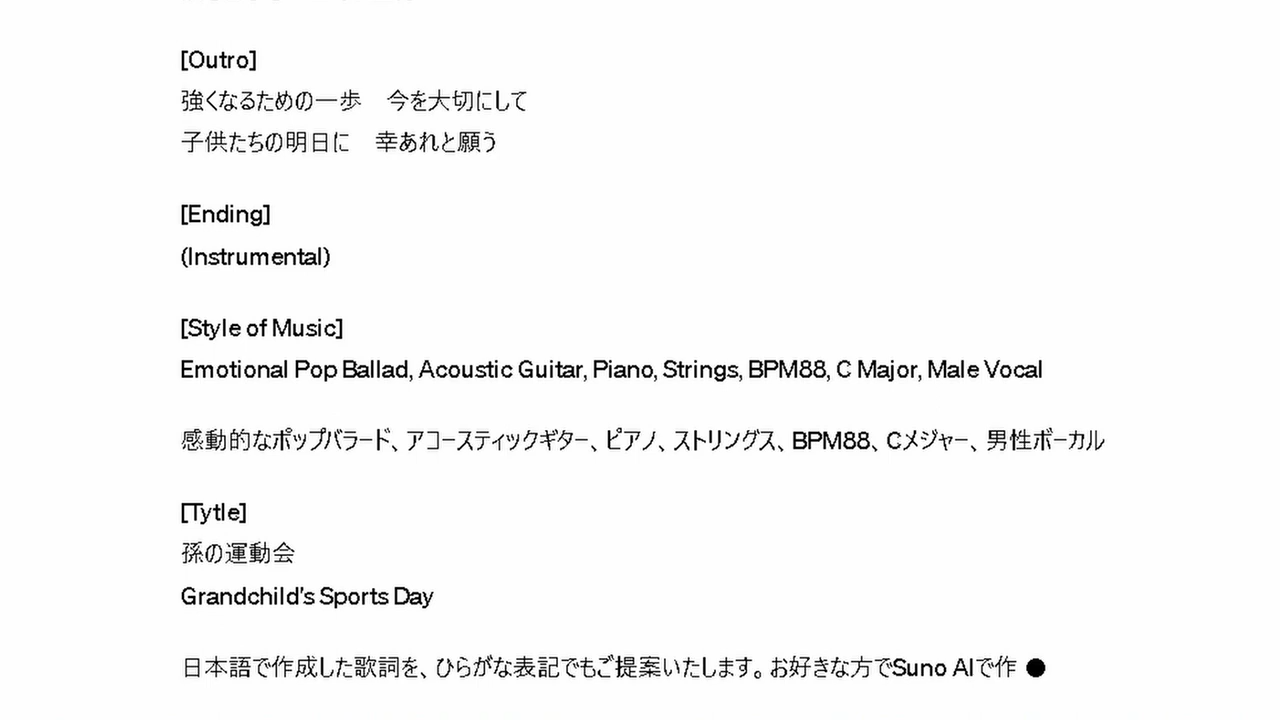 [Outro]
強くなるための一歩　今を大切にして
子供たちの明日に　幸あれと願う
[Ending]
(Instrumental)
[Style of Music]
Emotional Pop Ballad, Acoustic Guitar, Piano, Strings, BPM88, C Major, Male Vocal
感動的なポップバラード、アコースティックギター、ピアノ、ストリングス、BPM88、Cメジャー、男性ボーカル
[Tytle]
孫の運動会
Grandchild's Sports Day
日本語で作成した歌詞を、ひらがな表記でもご提案いたします。お好きな方でSuno AIで作